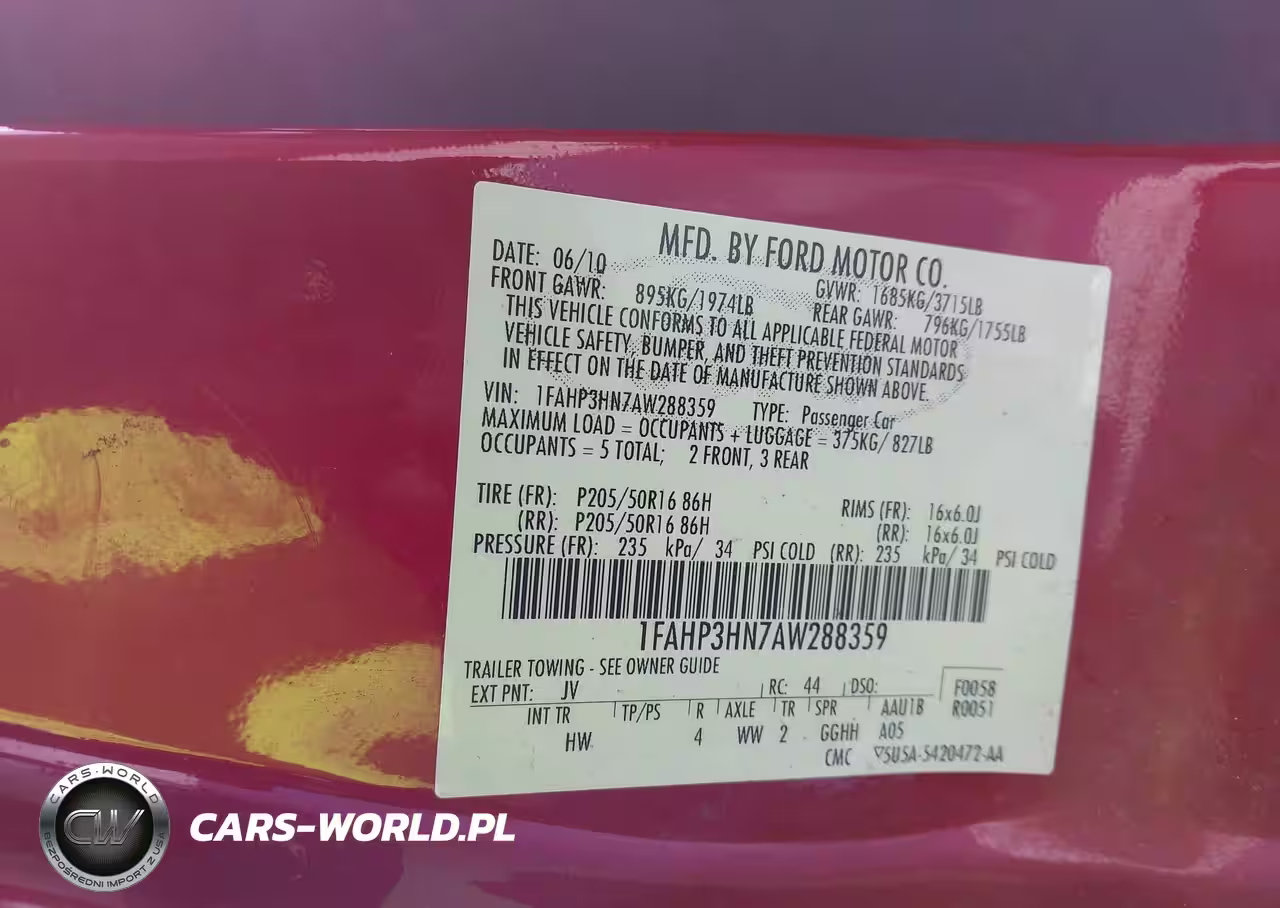 MFD. BY FORD MOTOR CO.
DATE: 06/10 GVWR: 1685KG/3715LB
FRONT GAWR: 895KG/1974LB REAR GAWR: 796KG/1755LB
THIS VEHICLE CONFORMS TO ALL APPLICABLE FEDERAL MOTOR
VEHICLE SAFETY, BUMPER, AND THEFT PREVENTION STANDARDS
IN EFFECT ON THE DATE OF MANUFACTURE SHOWN ABOVE.
VIN: 1FAHP3HN7AW288359 TYPE: Passenger Car
MAXIMUM LOAD = OCCUPANTS + LUGGAGE = 375KG/ 827LB
OCCUPANTS = 5 TOTAL; 2 FRONT, 3 REAR
TIRE (FR): P205/50R16 86H RIMS (FR): 16x6.0J
(RR): P205/50R16 86H (RR): 16x6.0J
PRESSURE (FR): 235 kPa/ 34 PSI COLD (RR): 235 kPa/ 34 PSI COLD
1FAHP3HN7AW288359
TRAILER TOWING - SEE OWNER GUIDE
EXT PNT: JV RC: 44 DSO: F0058
INT TR TP/PS R AXLE TR SPR AAU1B R0051
HW 4 WW 2 GGHH A05
CMC ▽5U5A-5420472-AA
CARS-WORLD
CW
BEZPOŚREDNI IMPORT Z USA
CARS-WORLD.PL